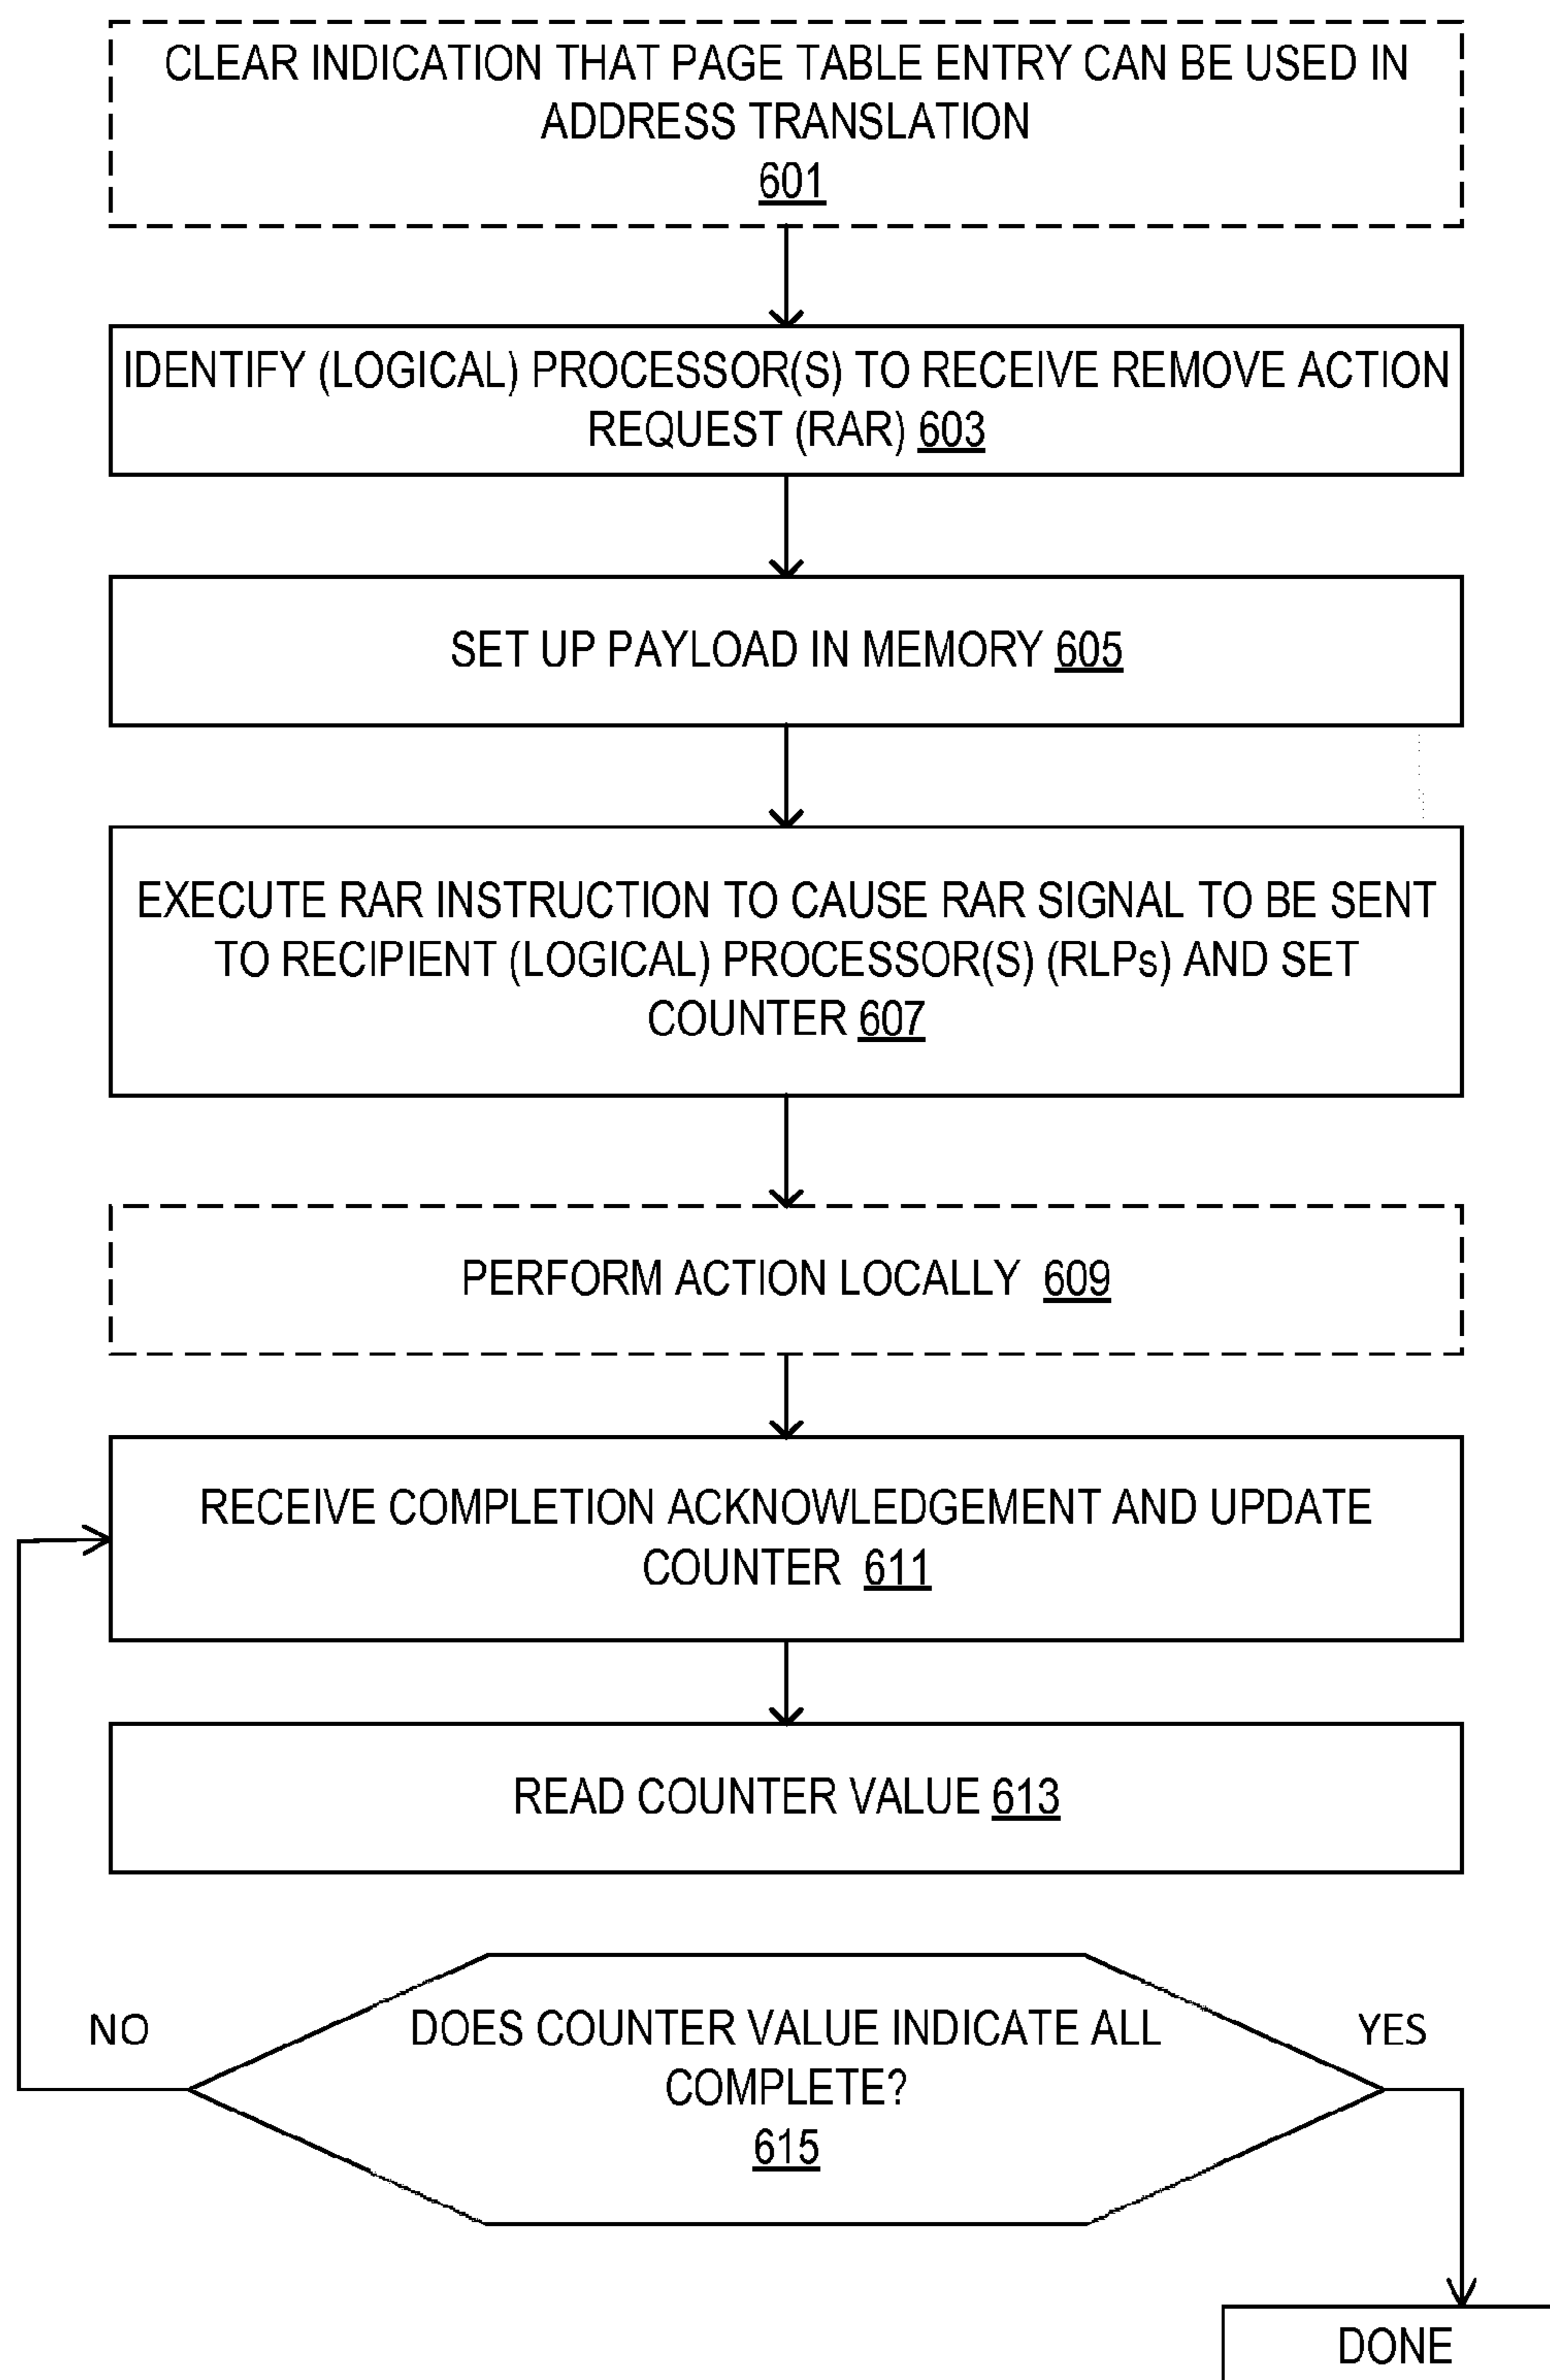 CLEAR INDICATION THAT PAGE TABLE ENTRY CAN BE USED IN
ADDRESS TRANSLATION
601
IDENTIFY (LOGICAL) PROCESSOR(S) TO RECEIVE REMOVE ACTION
REQUEST (RAR) 603
SET UP PAYLOAD IN MEMORY 605
EXECUTE RAR INSTRUCTION TO CAUSE RAR SIGNAL TO BE SENT
TO RECIPIENT (LOGICAL) PROCESSOR(S) (RLPs) AND SET
COUNTER 607
PERFORM ACTION LOCALLY 609
RECEIVE COMPLETION ACKNOWLEDGEMENT AND UPDATE
COUNTER 611
READ COUNTER VALUE 613
NO
DOES COUNTER VALUE INDICATE ALL
COMPLETE?
615
YES
DONE